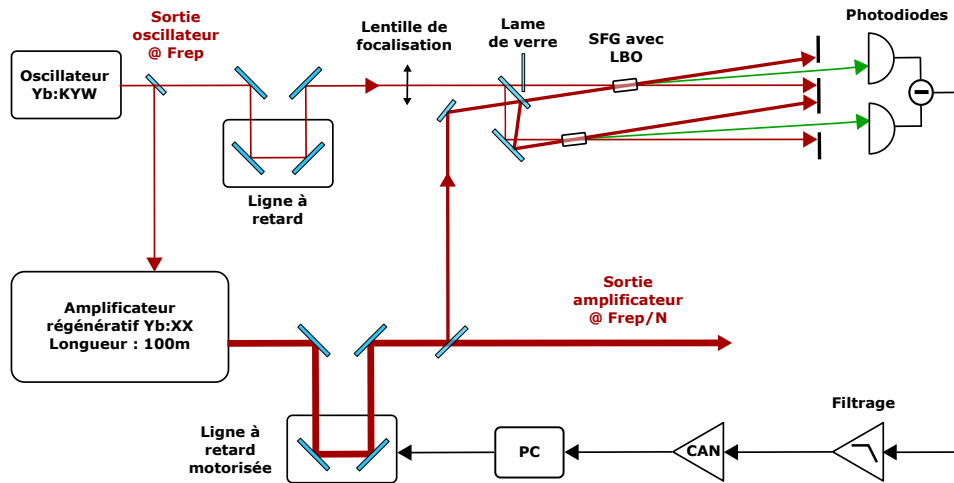 Sortie
oscillateur
@ Frep
Oscillateur
Yb:KYW
Lentille de
focalisation
Lame
de verre
SFG avec
LBO
Photodiodes
Ligne à
retard
Amplificateur
régénératif Yb:XX
Longueur : 100m
Sortie
amplificateur
@ Frep/N
Ligne à
retard
motorisée
PC
CAN
Filtrage